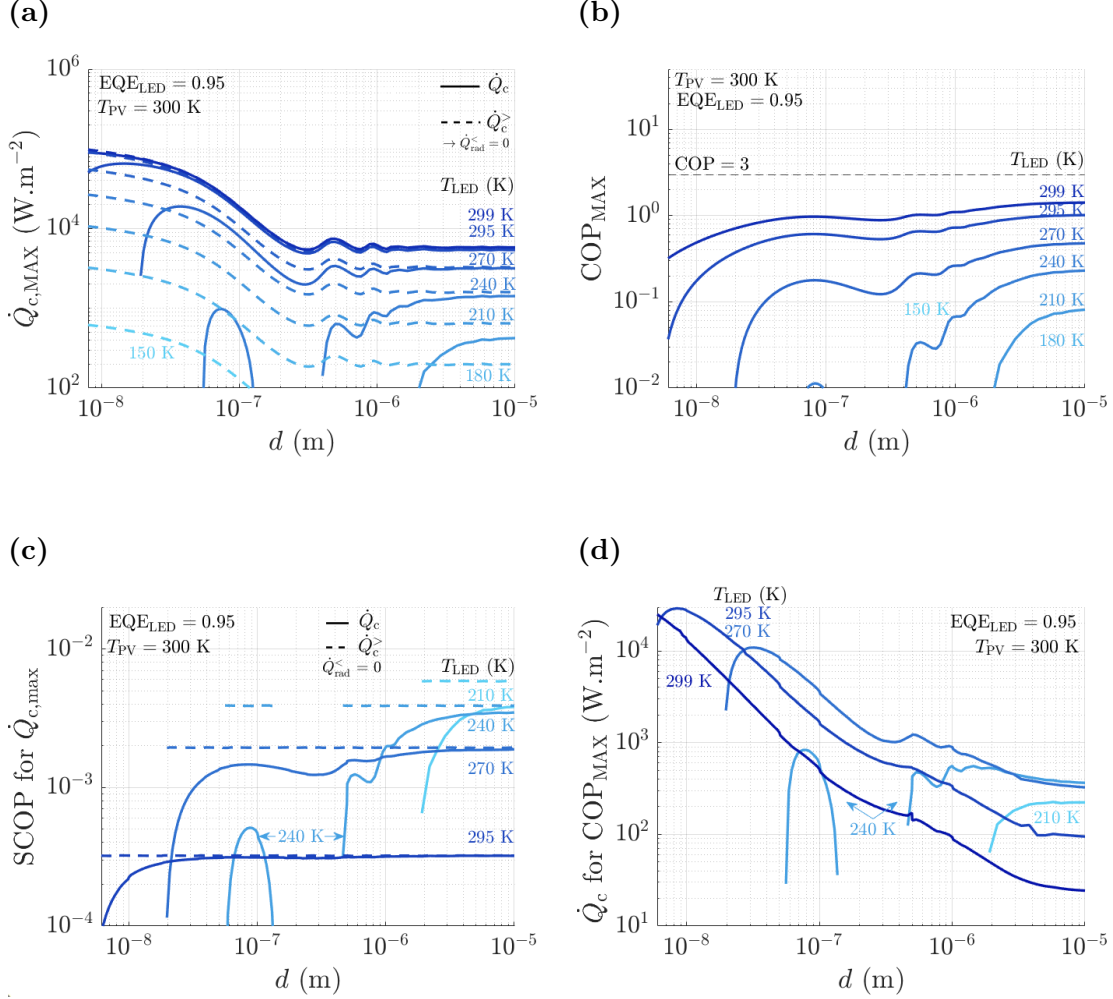 (a)
10^6
EQE_LED = 0.95
T_PV = 300 K
Q̇_c
Q̇_c^>
→ Q̇_rad^< = 0
T_LED (K)
299 K
295 K
270 K
240 K
210 K
180 K
150 K
10^4
10^2
Q̇_c,MAX (W.m^−2)
10^−8
10^−7
10^−6
10^−5
d (m)
(b)
T_PV = 300 K
EQE_LED = 0.95
COP = 3
T_LED (K)
299 K
295 K
270 K
240 K
210 K
180 K
150 K
10^1
10^0
10^−1
10^−2
COP_MAX
10^−8
10^−7
10^−6
10^−5
d (m)
(c)
EQE_LED = 0.95
T_PV = 300 K
Q̇_c
Q̇_c^>
Q̇_rad^< = 0
T_LED (K)
210 K
240 K
270 K
240 K
295 K
10^−2
10^−3
10^−4
SCOP for Q̇_c,max
10^−8
10^−7
10^−6
10^−5
d (m)
(d)
T_LED (K)
295 K
270 K
299 K
EQE_LED = 0.95
T_PV = 300 K
240 K
210 K
10^4
10^3
10^2
10^1
Q̇_c for COP_MAX (W.m^−2)
10^−8
10^−7
10^−6
10^−5
d (m)